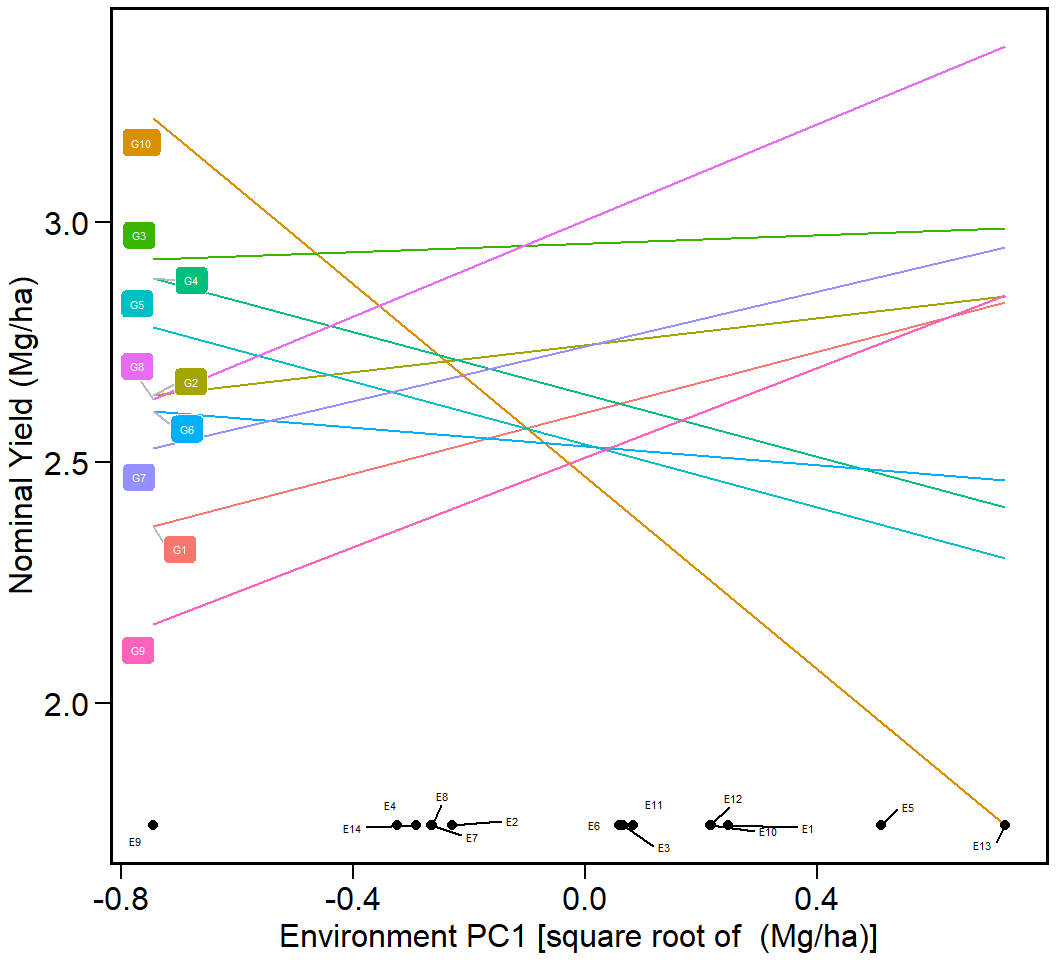 G10
3.0
G3
G4
G5
G8
G2
G6
2.5
G7
G1
G9
2.0
E4
E8
E11
E12
E5
E14
E2
E6
E10
E1
E7
E9
E3
E13
-0.8
-0.4
0.0
0.4
Environment PC1 [square root of  (Mg/ha)]
Nominal Yield (Mg/ha)